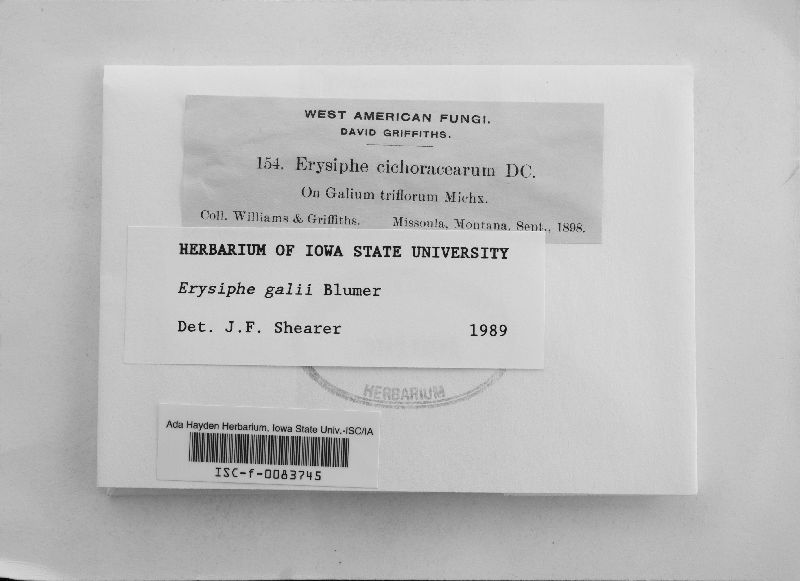 WEST AMERICAN FUNGI.
DAVID GRIFFITHS.
154. Erysiphe cichoracearum DC.
On Galium triflorum Michx.
Coll. Williams & Griffiths. Missoula, Montana, Sept., 1898.
HERBARIUM OF IOWA STATE UNIVERSITY
Erysiphe galii Blumer
Det. J.F. Shearer 1989
HERBARIUM
Ada Hayden Herbarium, Iowa State Univ.-ISC/IA
ISC-f-0083745